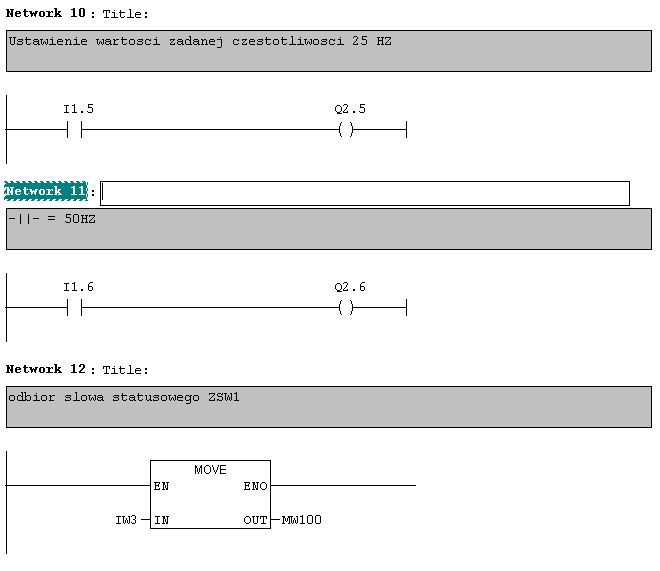 Network 10 : Title:
Ustawienie wartosci zadanej czestotliwosci 25 HZ
I1.5 Q2.5
Network 11 :
-||- = 50HZ
I1.6 Q2.6
Network 12 : Title:
odbior slowa statusowego ZSW1
MOVE
EN ENO
IW3 IN OUT MW100